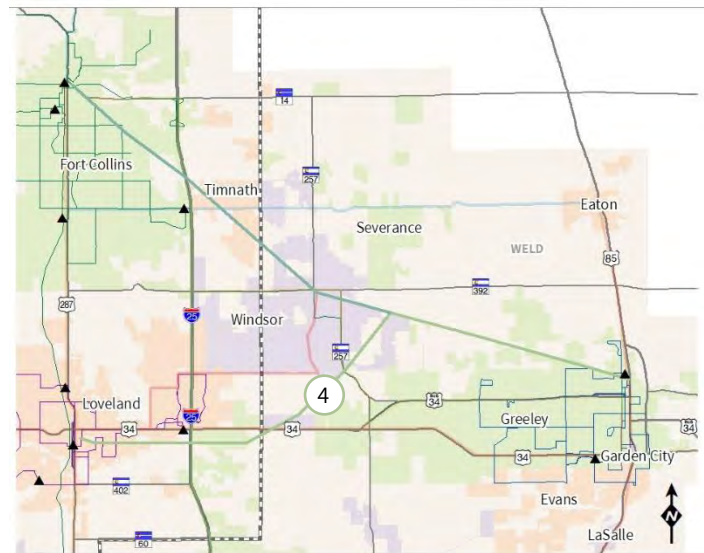 14
Fort Collins
257
Timnath
Eaton
Severance
WELD
85
287
392
25
Windsor
257
4
25
34
Loveland
34
34
Greeley
34
34
Garden City
402
Evans
60
N
LaSalle